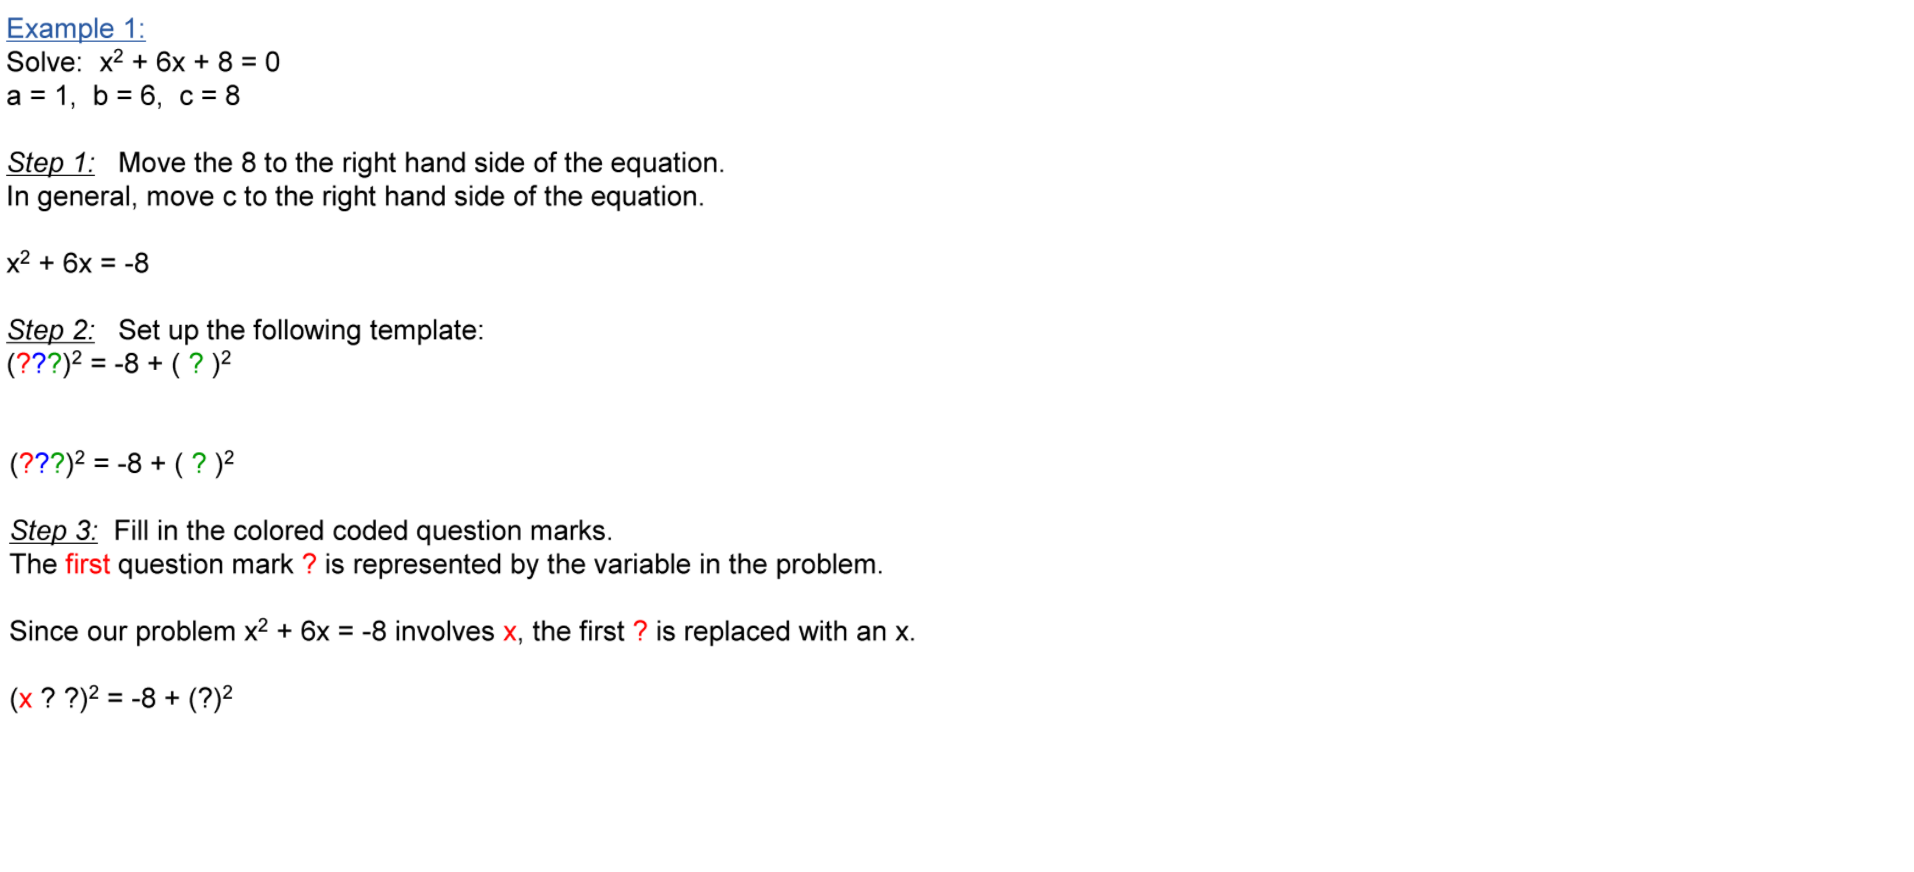 Example 1:
Solve:  x² + 6x + 8 = 0
a = 1,  b = 6,  c = 8
Step 1:   Move the 8 to the right hand side of the equation.
In general, move c to the right hand side of the equation.
x² + 6x = -8
Step 2:   Set up the following template:
(???)² = -8 + ( ? )²
(???)² = -8 + ( ? )²
Step 3:  Fill in the colored coded question marks.
The first question mark ? is represented by the variable in the problem.
Since our problem x² + 6x = -8 involves x, the first ? is replaced with an x.
(x ? ?)² = -8 + (?)²